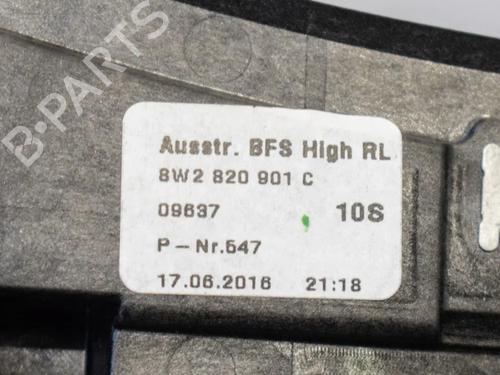 B-PARTS
Ausstr. BFS High RL
8W2 820 901 C
09637 10S
P-Nr.547
17.06.2016 21:18